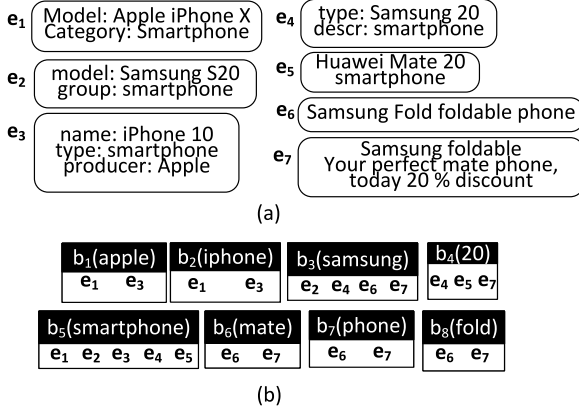 e1
Model: Apple iPhone X
Category: Smartphone
e2
model: Samsung S20
group: smartphone
e3
name: iPhone 10
type: smartphone
producer: Apple
e4
type: Samsung 20
descr: smartphone
e5
Huawei Mate 20
smartphone
e6
Samsung Fold foldable phone
e7
Samsung foldable
Your perfect mate phone,
today 20 % discount
(a)
b1(apple)
e1 e3
b2(iphone)
e1 e3
b3(samsung)
e2 e4 e6 e7
b4(20)
e4 e5 e7
b5(smartphone)
e1 e2 e3 e4 e5
b6(mate)
e6 e7
b7(phone)
e6 e7
b8(fold)
e6 e7
(b)